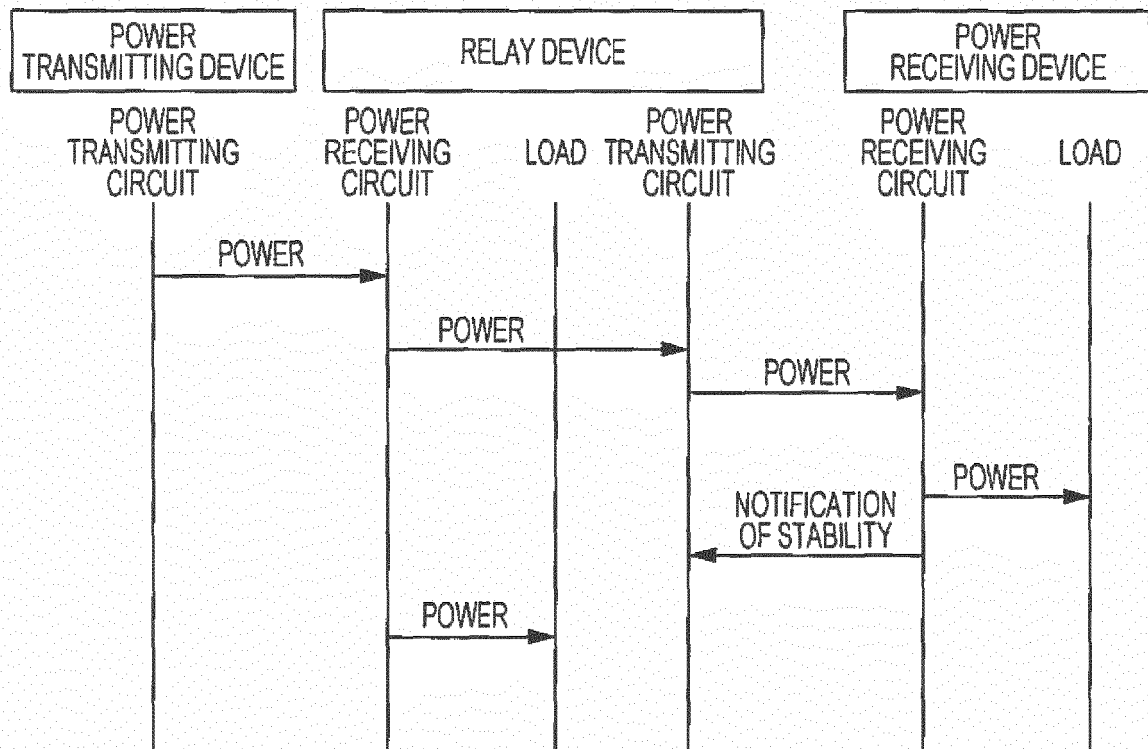 POWER
TRANSMITTING DEVICE
RELAY DEVICE
POWER
RECEIVING DEVICE
POWER
TRANSMITTING
CIRCUIT
POWER
RECEIVING
CIRCUIT
LOAD
POWER
TRANSMITTING
CIRCUIT
POWER
RECEIVING
CIRCUIT
LOAD
POWER
POWER
POWER
POWER
NOTIFICATION
OF STABILITY
POWER